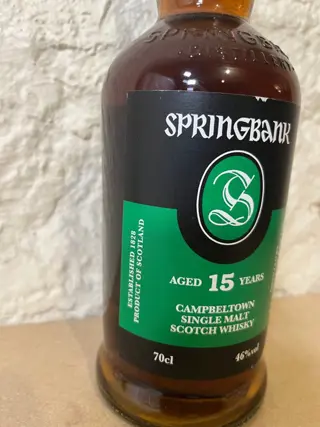 SPRINGBANK
S
AGED 15 YEARS
CAMPBELTOWN
SINGLE MALT
SCOTCH WHISKY
70cl 46%vol
ESTABLISHED 1828
PRODUCT OF SCOTLAND